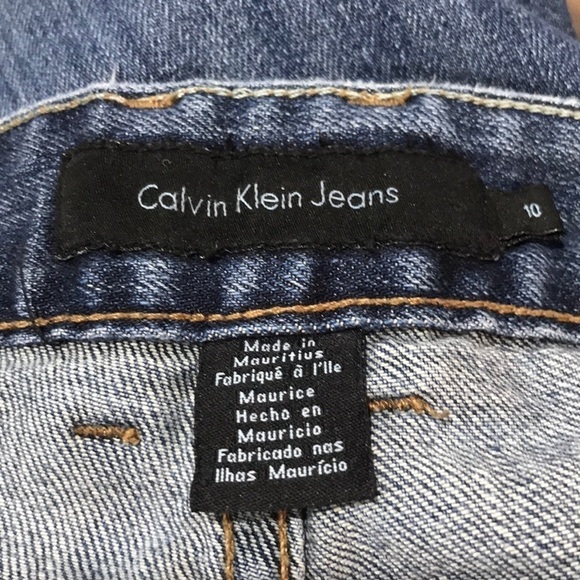 Calvin Klein Jeans
10
Made in
Mauritius
Fabriqué à l'Ile
Maurice
Hecho en
Mauricio
Fabricado nas
Ilhas Maurício